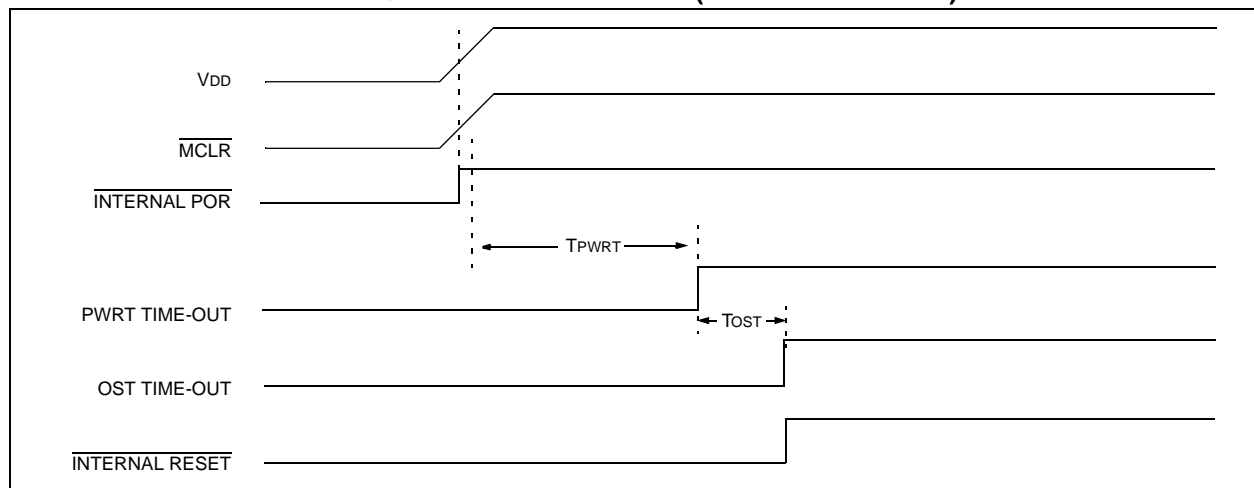 VDD
MCLR
INTERNAL POR
TPWRT
PWRT TIME-OUT
TOST
OST TIME-OUT
INTERNAL RESET